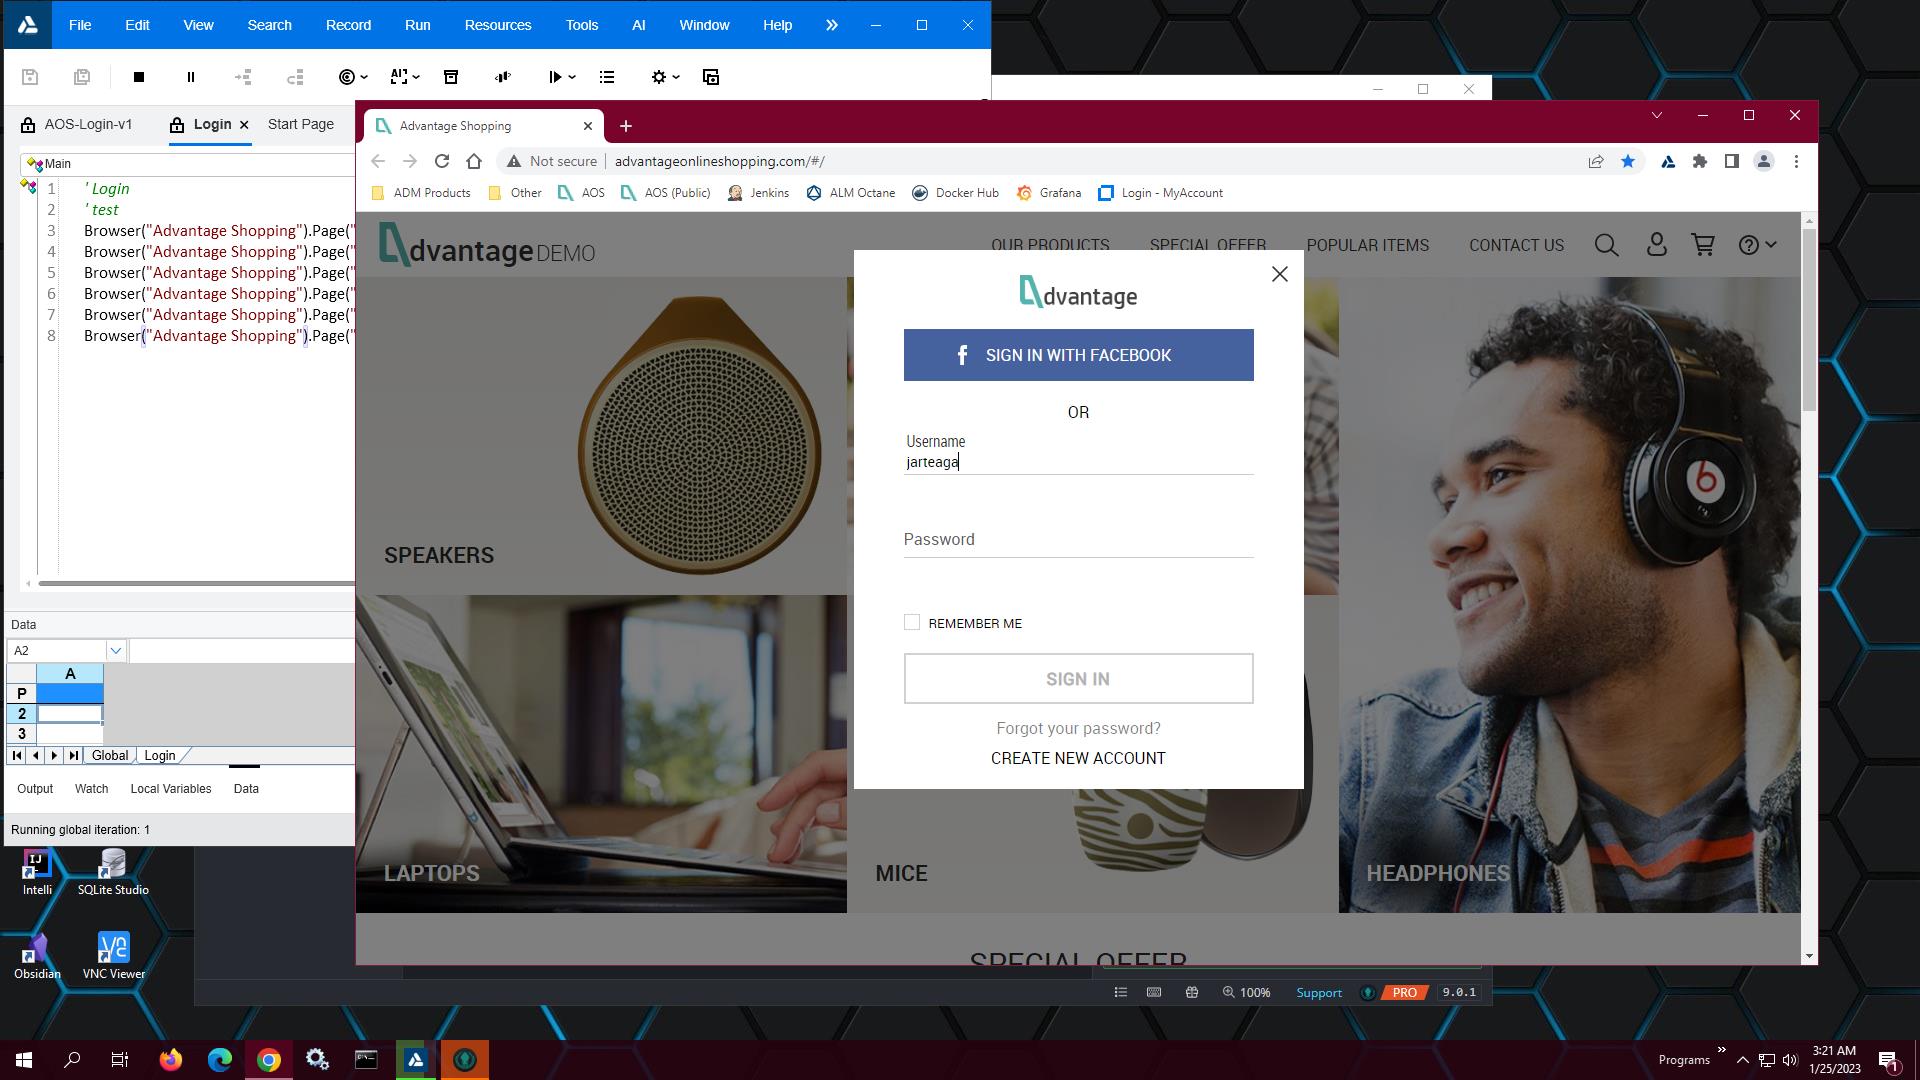 File Edit View Search Record Run Resources Tools AI Window Help
AOS-Login-v1 Login Start Page
Main
1 ' Login
2 ' test
3 Browser("Advantage Shopping").Page("
4 Browser("Advantage Shopping").Page("
5 Browser("Advantage Shopping").Page("
6 Browser("Advantage Shopping").Page("
7 Browser("Advantage Shopping").Page("
8 Browser("Advantage Shopping").Page("
Data
A2
A
P
2
3
Global Login
Output Watch Local Variables Data
Running global iteration: 1
Advantage Shopping
Not secure advantageonlineshopping.com/#/
ADM Products Other AOS AOS (Public) Jenkins ALM Octane Docker Hub Grafana Login - MyAccount
dvantage DEMO
OUR PRODUCTS SPECIAL OFFER POPULAR ITEMS CONTACT US
dvantage
f SIGN IN WITH FACEBOOK
OR
Username
jarteaga
Password
REMEMBER ME
SIGN IN
Forgot your password?
CREATE NEW ACCOUNT
SPEAKERS
LAPTOPS
MICE
HEADPHONES
SPECIAL OFFER
Intelli
SQLite Studio
Obsidian
VNC Viewer
100% Support PRO 9.0.1
Programs
3:21 AM
1/25/2023
1